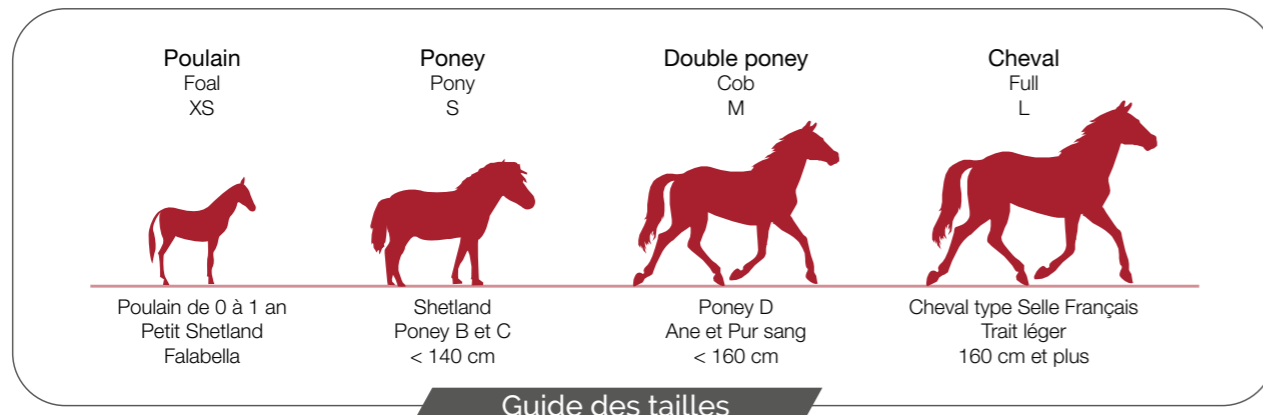 Poulain
Foal
XS
Poney
Pony
S
Double poney
Cob
M
Cheval
Full
L
Poulain de 0 à 1 an
Petit Shetland
Falabella
Shetland
Poney B et C
< 140 cm
Poney D
Ane et Pur sang
< 160 cm
Cheval type Selle Français
Trait léger
160 cm et plus
Guide des tailles